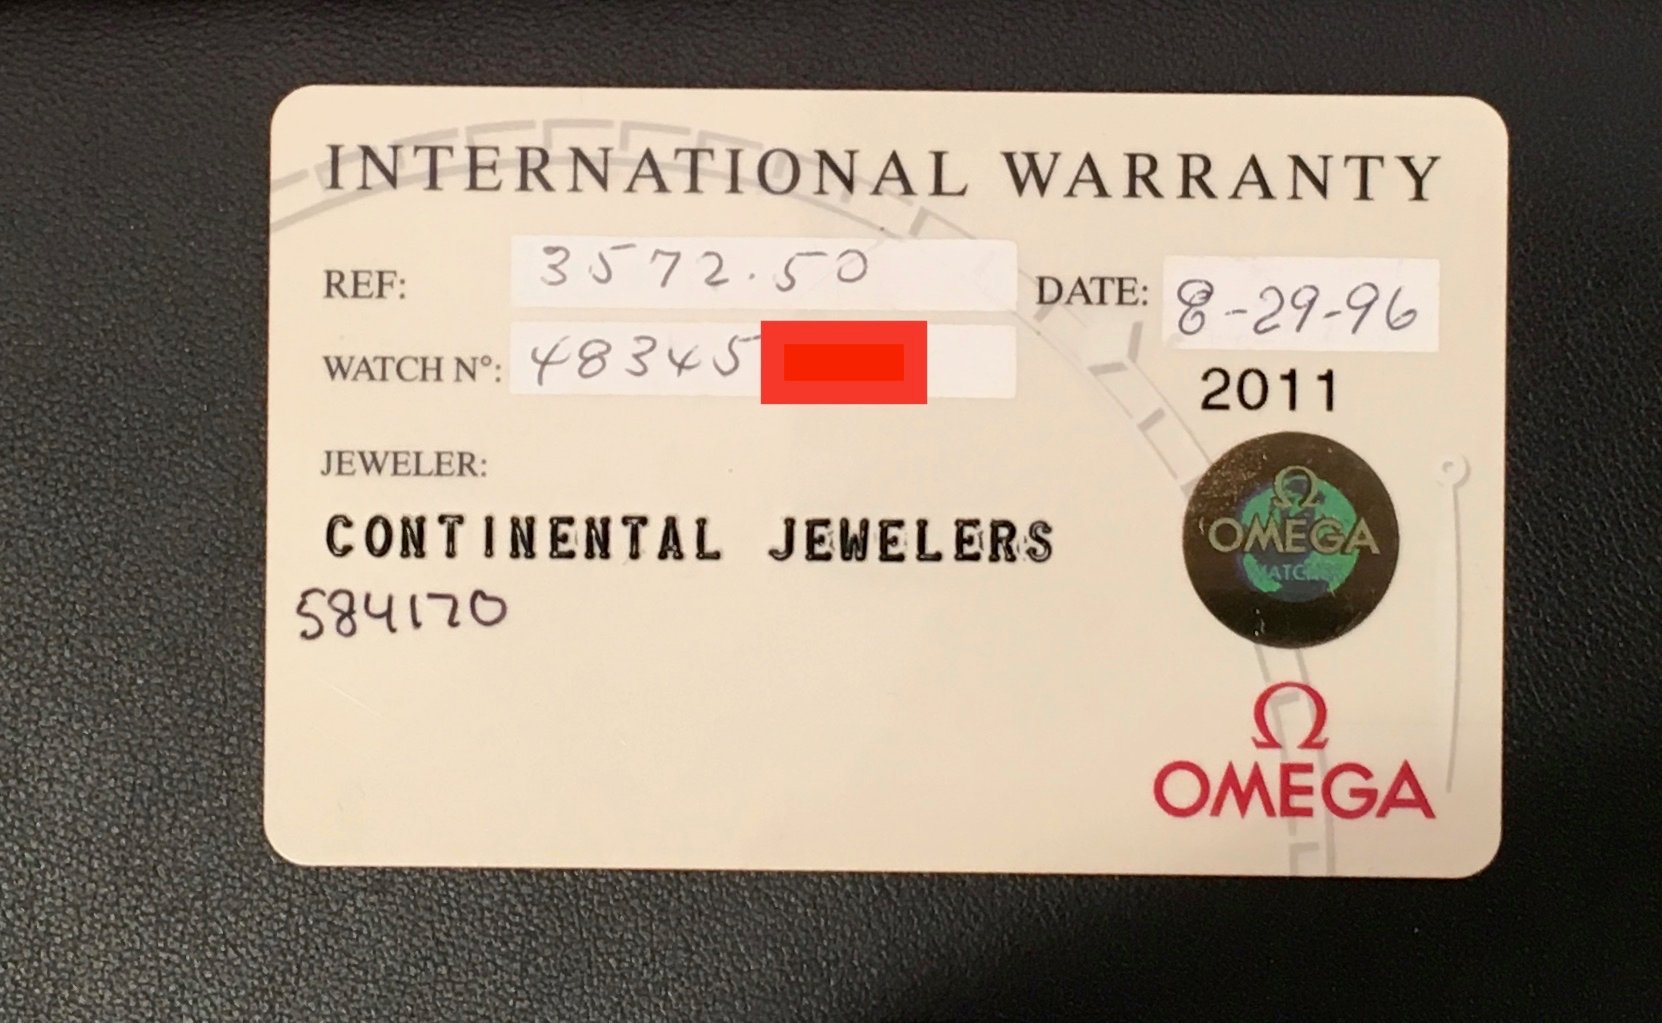 INTERNATIONAL WARRANTY
REF: 3572.50
DATE: 8-29-96
WATCH N°: 48345
2011
JEWELER:
CONTINENTAL JEWELERS
584170
Ω
OMEGA
Ω
OMEGA